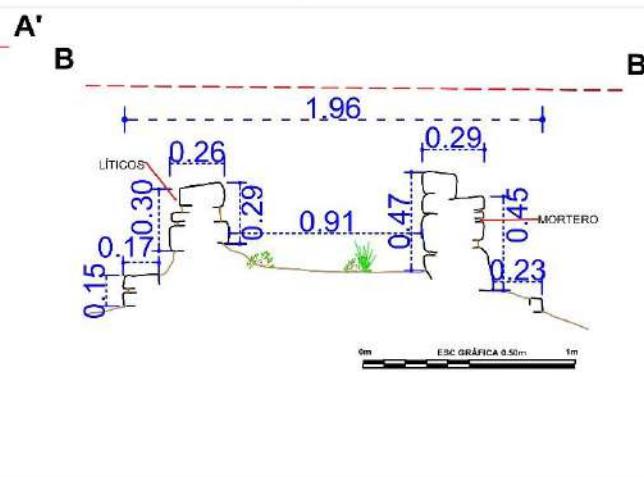 A'
B
B
1.96
0.26
0.29
LÍTICOS
0.30
0.29
0.91
0.47
0.45
MORTERO
0.17
0.15
0.23
0m
ESC GRÁFICA 0.50m
1m